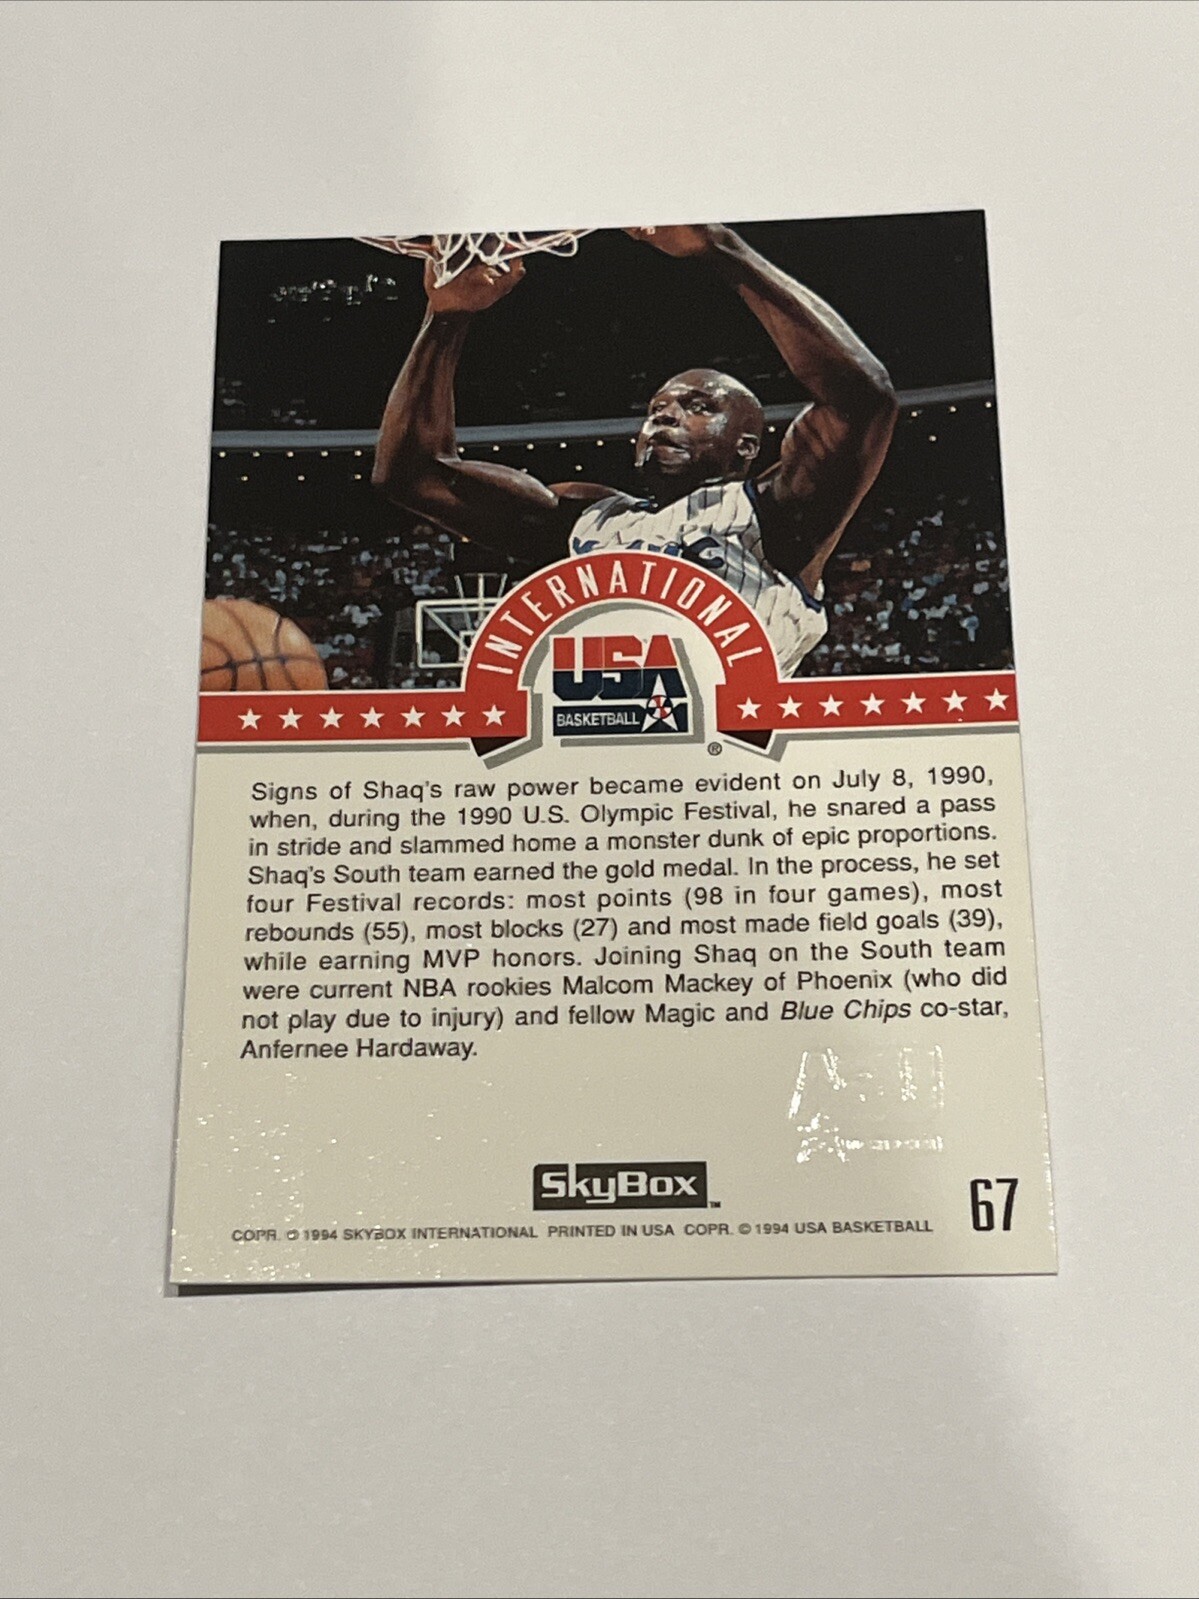 INTERNATIONAL
USA
BASKETBALL
®
Signs of Shaq's raw power became evident on July 8, 1990,
when, during the 1990 U.S. Olympic Festival, he snared a pass
in stride and slammed home a monster dunk of epic proportions.
Shaq's South team earned the gold medal. In the process, he set
four Festival records: most points (98 in four games), most
rebounds (55), most blocks (27) and most made field goals (39),
while earning MVP honors. Joining Shaq on the South team
were current NBA rookies Malcom Mackey of Phoenix (who did
not play due to injury) and fellow Magic and Blue Chips co-star,
Anfernee Hardaway.
SkyBox™
67
COPR. © 1994 SKYBOX INTERNATIONAL PRINTED IN USA COPR. © 1994 USA BASKETBALL